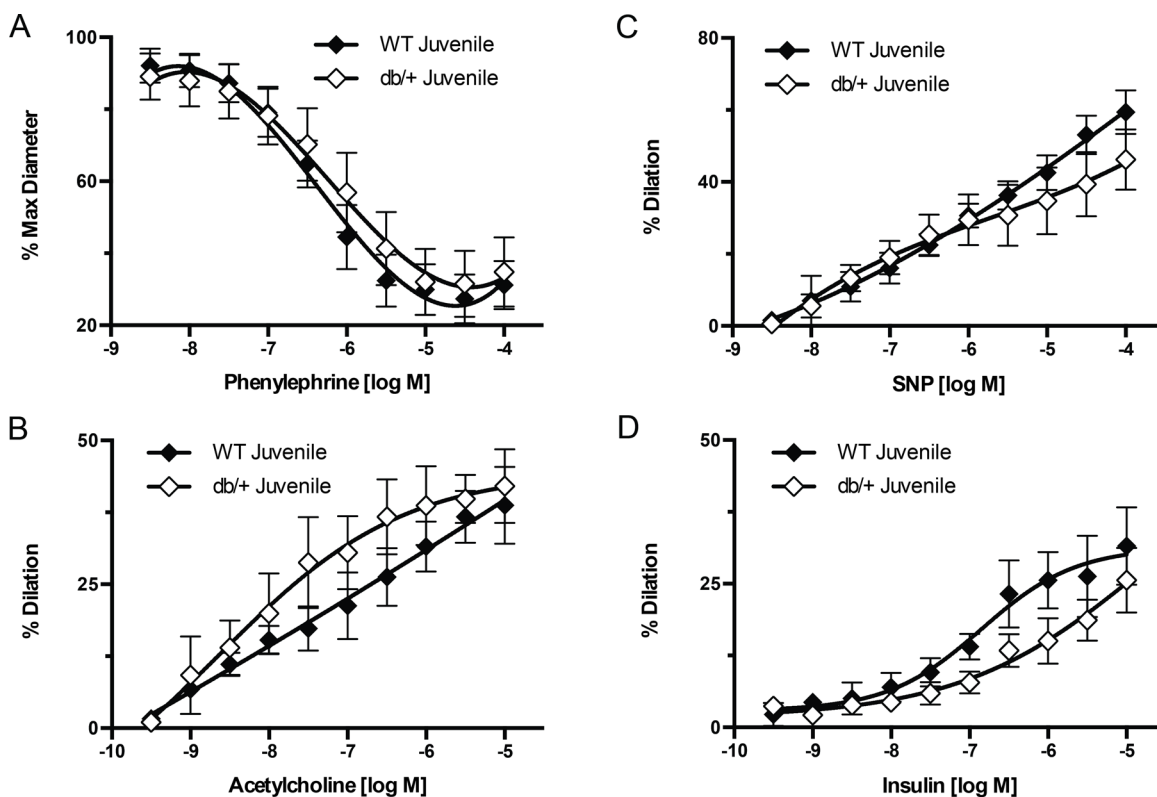 A
WT Juvenile
db/+ Juvenile
% Max Diameter
100
60
20
-9 -8 -7 -6 -5 -4
Phenylephrine [log M]
C
WT Juvenile
db/+ Juvenile
% Dilation
80
40
0
-9 -8 -7 -6 -5 -4
SNP [log M]
B
WT Juvenile
db/+ Juvenile
% Dilation
50
25
0
-10 -9 -8 -7 -6 -5
Acetylcholine [log M]
D
WT Juvenile
db/+ Juvenile
% Dilation
50
25
0
-10 -9 -8 -7 -6 -5
Insulin [log M]